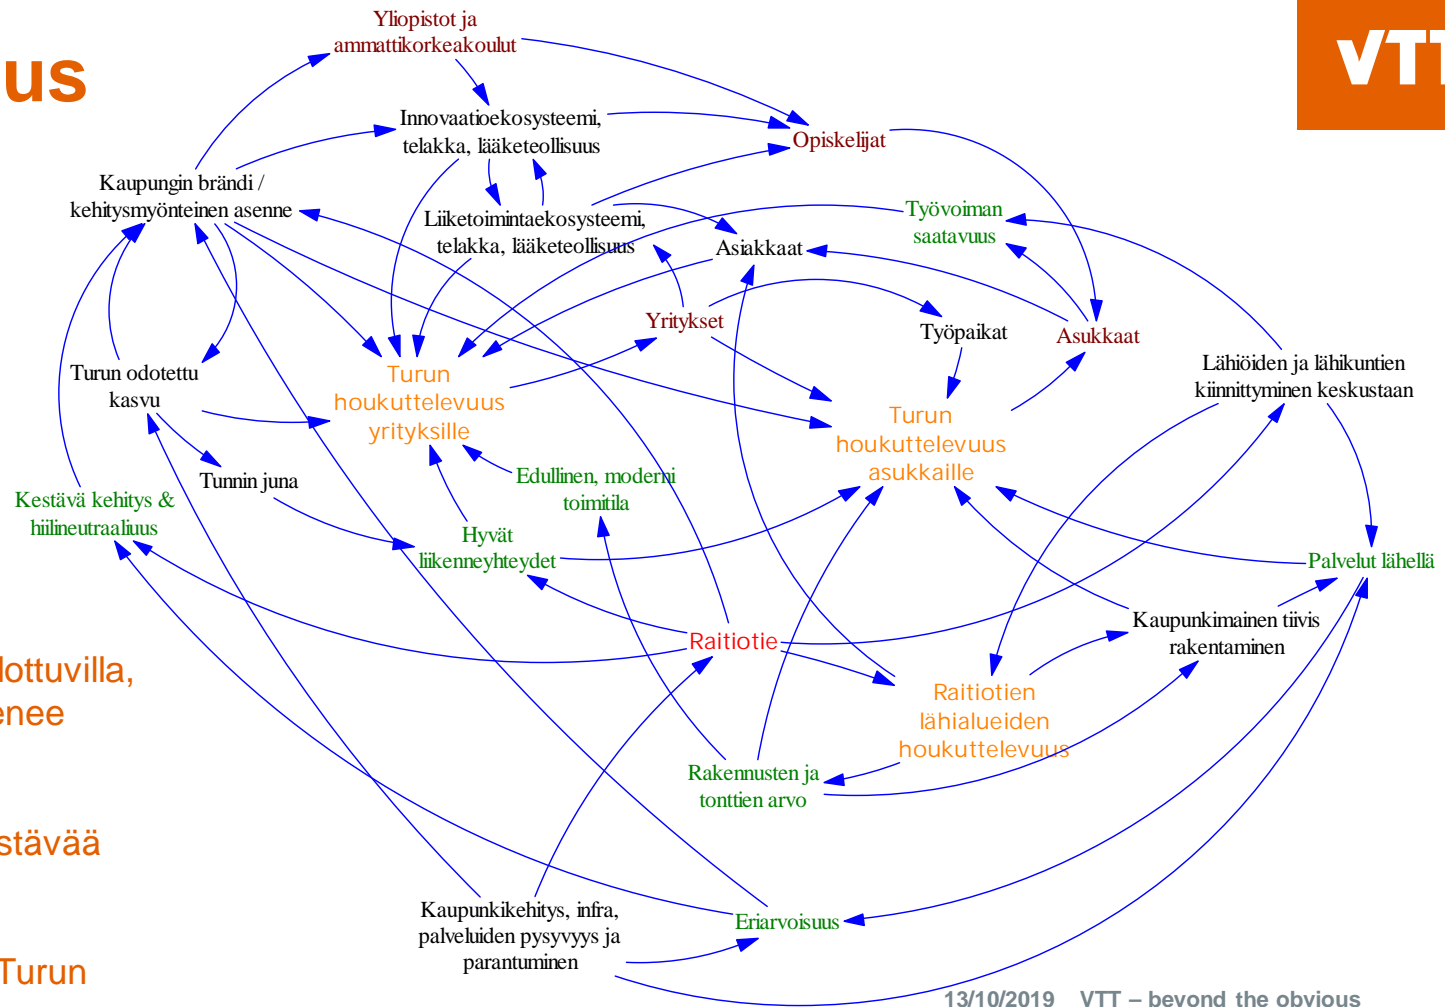 Yliopistot ja
ammattikorkeakoulut
us
VTT
Innovaatioekosysteemi,
telakka, lääketeollisuus
Opiskelijat
Kaupungin brändi /
kehitysmyönteinen asenne
Liiketoimintaekosysteemi,
telakka, lääketeollisuus
Työvoiman
saatavuus
Asiakkaat
Yritykset
Työpaikat
Asukkaat
Lähiöiden ja lähikuntien
kiinnittyminen keskustaan
Turun odotettu
kasvu
Turun
houkuttelevuus
yrityksille
Turun
houkuttelevuus
asukkaille
Tunnin juna
Edullinen, moderni
toimitila
Kestävä kehitys &
hiilineutraaliuus
Hyvät
liikenneyhteydet
Palvelut lähellä
Raitiotie
Kaupunkimainen tiivis
rakentaminen
lottuvilla,
enee
Raitiotien
lähialueiden
houkuttelevuus
Rakennusten ja
tonttien arvo
stävää
Kaupunkikehitys, infra,
palveluiden pysyvyys ja
parantuminen
Eriarvoisuus
Turun
13/10/2019 VTT – beyond the obvious